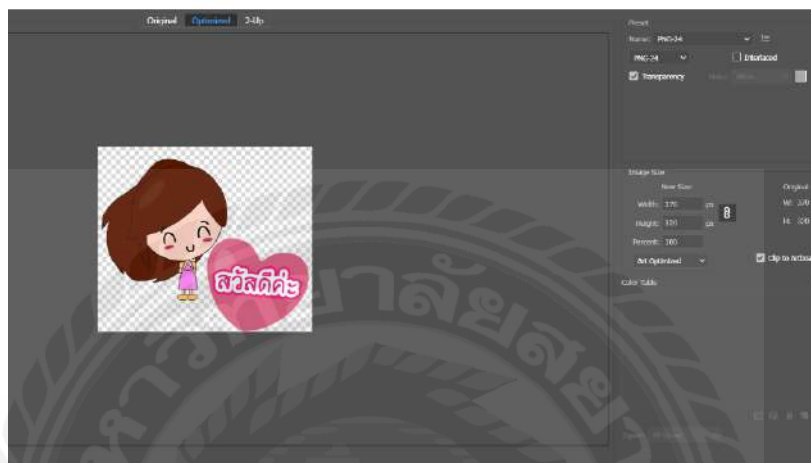 Original Optimized 2-Up
Preset
Name: PNG-24
PNG-24 Interlaced
Transparency
Image Size
New Size Original
Width: 370 px W: 370
Height: 320 px H: 320
Percent: 100
Art Optimized Clip to Artboa
Color Table
สวัสดีค่ะ